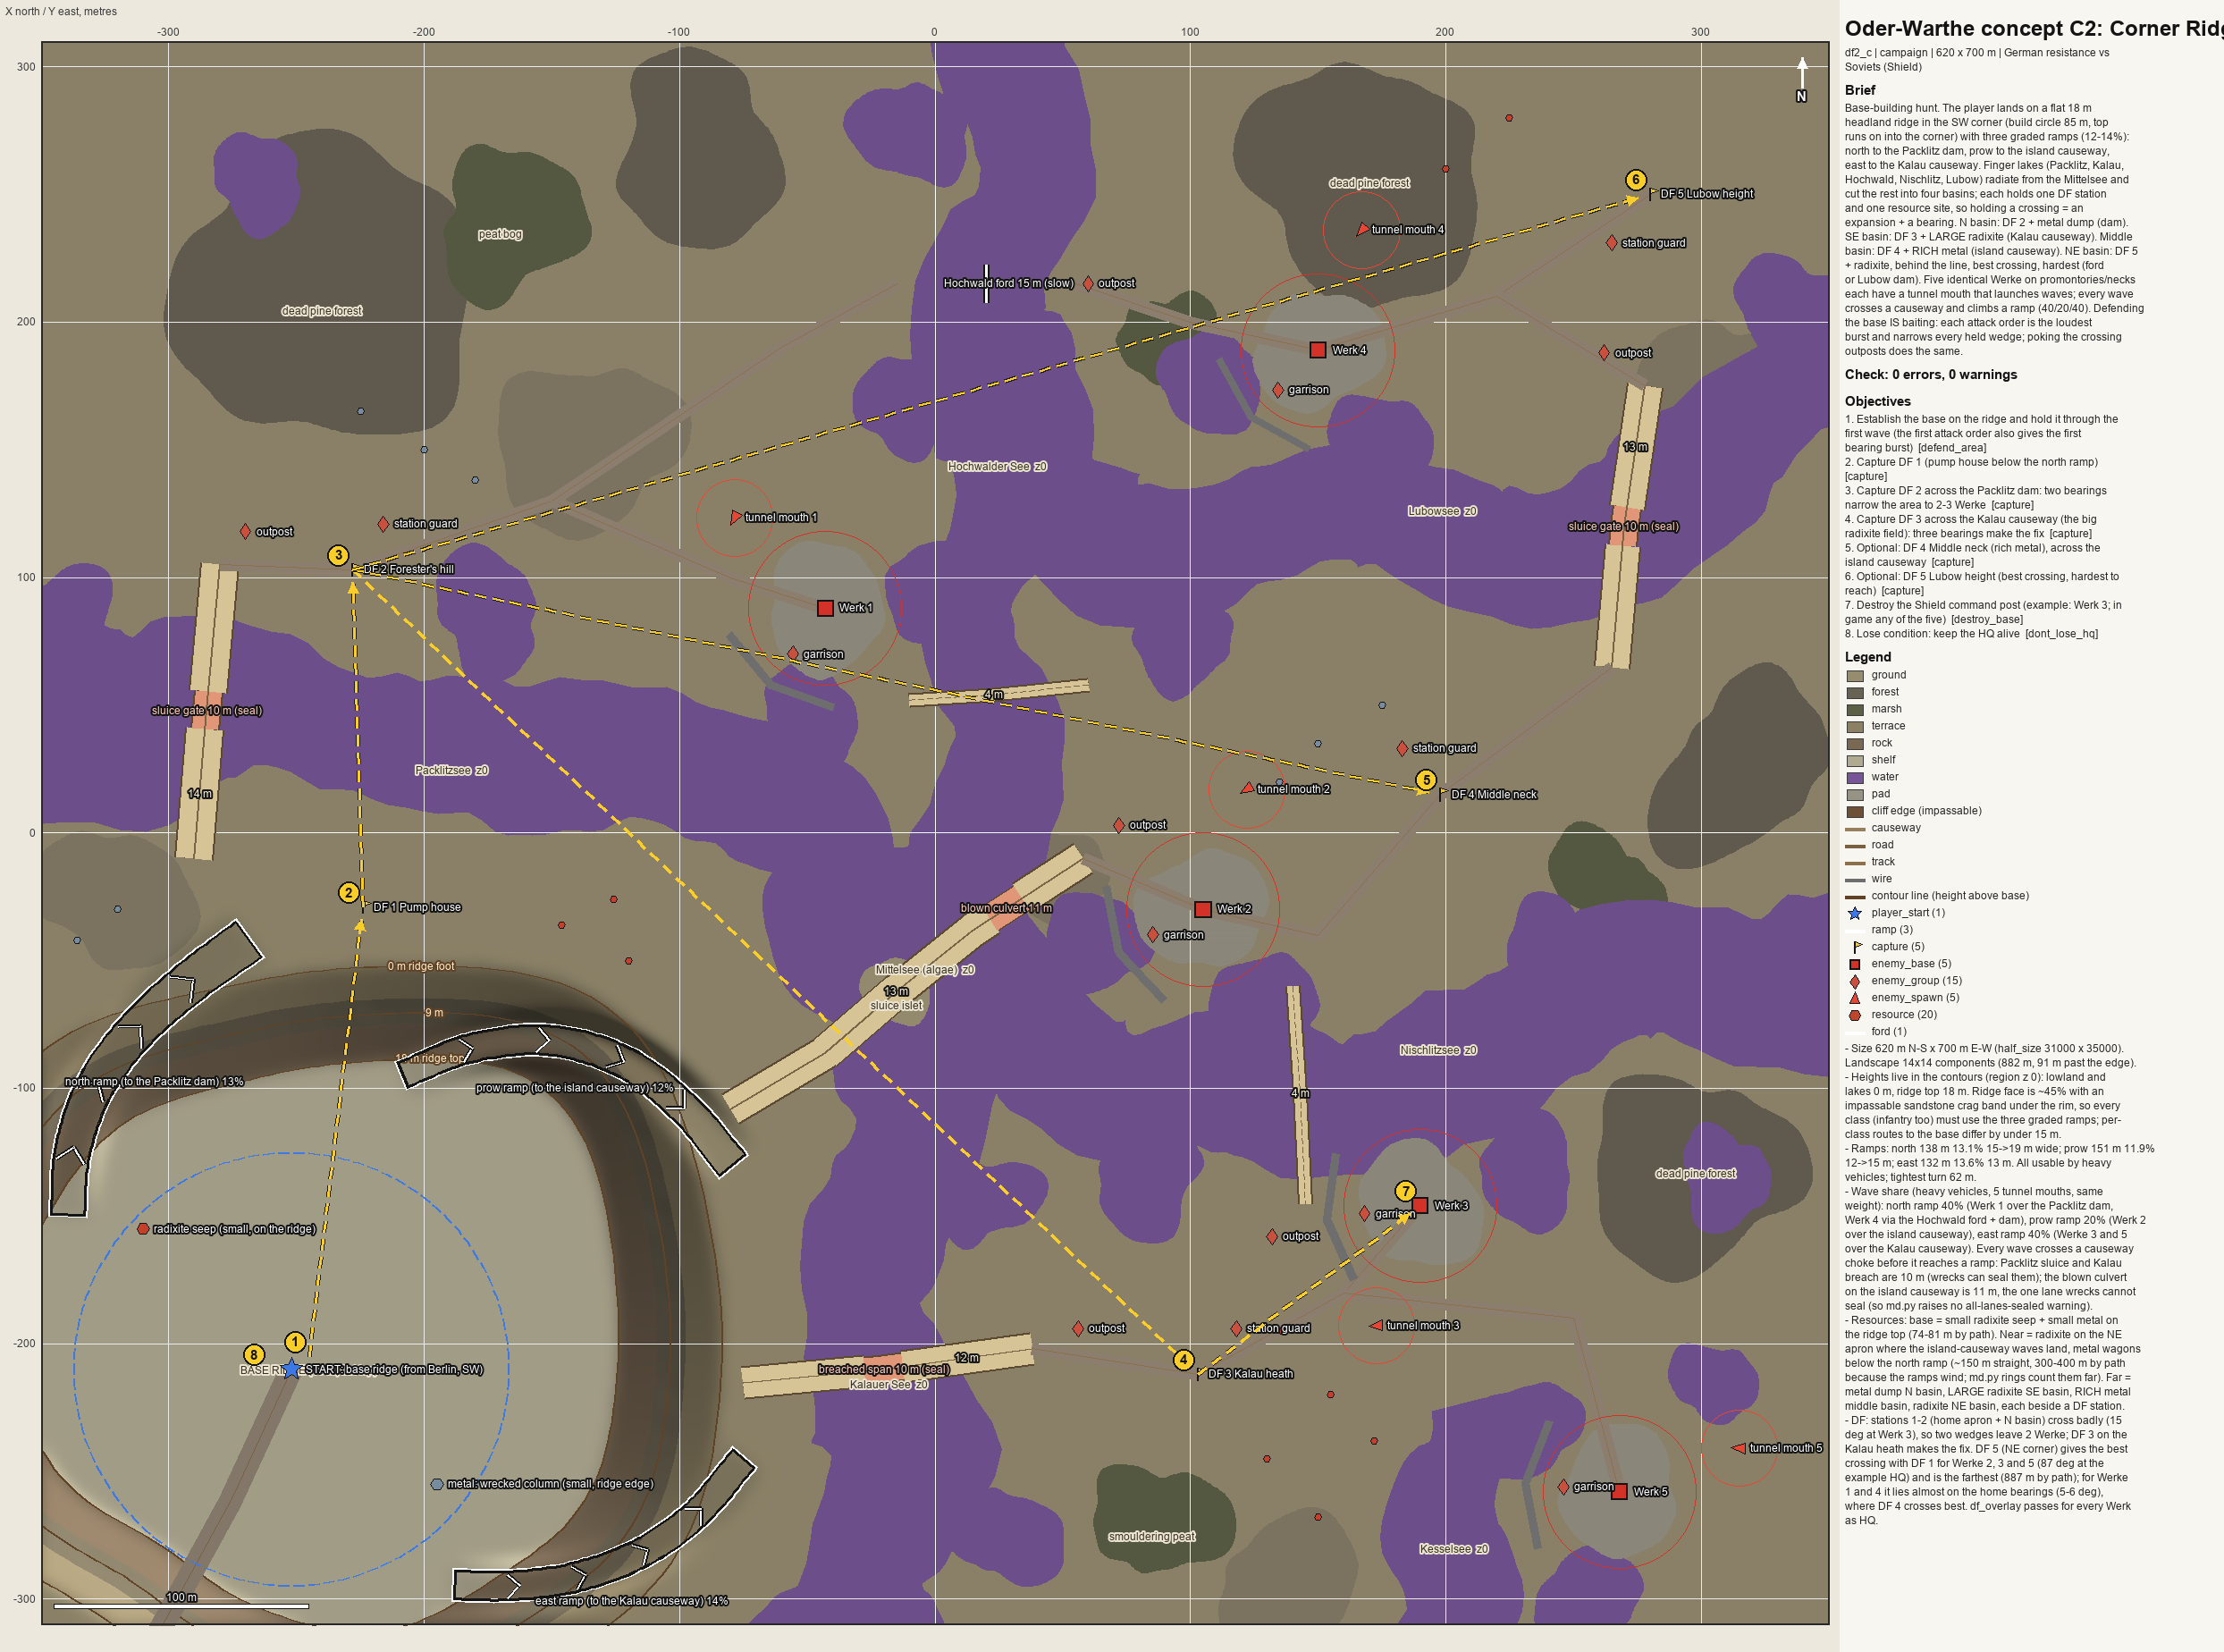 X north / Y east, metres
-300
-200
-100
0
100
200
300
300
200
100
0
-100
-200
-300
N
dead pine forest
peat bog
dead pine forest
tunnel mouth 4
6
DF 5 Lubow height
station guard
Hochwald ford 15 m (slow)
outpost
dead pine forest
Werk 4
outpost
garrison
13 m
Hochwalder See z0
Lubowsee z0
tunnel mouth 1
station guard
outpost
sluice gate 10 m (seal)
3
DF 2 Forester's hill
Werk 1
garrison
4 m
sluice gate 10 m (seal)
station guard
Packlitzsee z0
5
14 m
tunnel mouth 2
DF 4 Middle neck
outpost
2
DF 1 Pump house
blown culvert 11 m
Werk 2
garrison
0 m ridge foot
Mittelsee (algae) z0
13 m
sluice islet
9 m
18 m ridge top
Nischlitzsee z0
north ramp (to the Packlitz dam) 13%
prow ramp (to the island causeway) 12%
4 m
dead pine forest
7
garrison
Werk 3
radixite seep (small, on the ridge)
outpost
outpost
station guard
tunnel mouth 3
1
8
12 m
4
START: base ridge (from Berlin, SW)
breached span 10 m (seal)
DF 3 Kalau heath
Kalauer See z0
tunnel mouth 5
metal: wrecked column (small, ridge edge)
garrison
Werk 5
smouldering peat
Kesselsee z0
100 m
east ramp (to the Kalau causeway) 14%
Oder-Warthe concept C2: Corner Rid
df2_c | campaign | 620 x 700 m | German resistance vs
Soviets (Shield)
Brief
Base-building hunt. The player lands on a flat 18 m
headland ridge in the SW corner (build circle 85 m, top
runs on into the corner) with three graded ramps (12-14%):
north to the Packlitz dam, prow to the island causeway,
east to the Kalau causeway. Finger lakes (Packlitz, Kalau,
Hochwald, Nischlitz, Lubow) radiate from the Mittelsee and
cut the rest into four basins; each holds one DF station
and one resource site, so holding a crossing = an
expansion + a bearing. N basin: DF 2 + metal dump (dam).
SE basin: DF 3 + LARGE radixite (Kalau causeway). Middle
basin: DF 4 + RICH metal (island causeway). NE basin: DF 5
+ radixite, behind the line, best crossing, hardest (ford
or Lubow dam). Five identical Werke on promontories/necks
each have a tunnel mouth that launches waves; every wave
crosses a causeway and climbs a ramp (40/20/40). Defending
the base IS baiting: each attack order is the loudest
burst and narrows every held wedge; poking the crossing
outposts does the same.
Check: 0 errors, 0 warnings
Objectives
1. Establish the base on the ridge and hold it through the
first wave (the first attack order also gives the first
bearing burst) [defend_area]
2. Capture DF 1 (pump house below the north ramp)
[capture]
3. Capture DF 2 across the Packlitz dam: two bearings
narrow the area to 2-3 Werke [capture]
4. Capture DF 3 across the Kalau causeway (the big
radixite field): three bearings make the fix [capture]
5. Optional: DF 4 Middle neck (rich metal), across the
island causeway [capture]
6. Optional: DF 5 Lubow height (best crossing, hardest to
reach) [capture]
7. Destroy the Shield command post (example: Werk 3; in
game any of the five) [destroy_base]
8. Lose condition: keep the HQ alive [dont_lose_hq]
Legend
ground
forest
marsh
terrace
rock
shelf
water
pad
cliff edge (impassable)
causeway
road
track
wire
contour line (height above base)
player_start (1)
ramp (3)
capture (5)
enemy_base (5)
enemy_group (15)
enemy_spawn (5)
resource (20)
ford (1)
- Size 620 m N-S x 700 m E-W (half_size 31000 x 35000).
Landscape 14x14 components (882 m, 91 m past the edge).
- Heights live in the contours (region z 0): lowland and
lakes 0 m, ridge top 18 m. Ridge face is ~45% with an
impassable sandstone crag band under the rim, so every
class (infantry too) must use the three graded ramps; per-
class routes to the base differ by under 15 m.
- Ramps: north 138 m 13.1% 15->19 m wide; prow 151 m 11.9%
12->15 m; east 132 m 13.6% 13 m. All usable by heavy
vehicles; tightest turn 62 m.
- Wave share (heavy vehicles, 5 tunnel mouths, same
weight): north ramp 40% (Werk 1 over the Packlitz dam,
Werk 4 via the Hochwald ford + dam), prow ramp 20% (Werk 2
over the island causeway), east ramp 40% (Werke 3 and 5
over the Kalau causeway). Every wave crosses a causeway
choke before it reaches a ramp: Packlitz sluice and Kalau
breach are 10 m (wrecks can seal them); the blown culvert
on the island causeway is 11 m, the one lane wrecks cannot
seal (so md.py raises no all-lanes-sealed warning).
- Resources: base = small radixite seep + small metal on
the ridge top (74-81 m by path). Near = radixite on the NE
apron where the island-causeway waves land, metal wagons
below the north ramp (~150 m straight, 300-400 m by path
because the ramps wind; md.py rings count them far). Far =
metal dump N basin, LARGE radixite SE basin, RICH metal
middle basin, radixite NE basin, each beside a DF station.
- DF: stations 1-2 (home apron + N basin) cross badly (15
deg at Werk 3), so two wedges leave 2 Werke; DF 3 on the
Kalau heath makes the fix. DF 5 (NE corner) gives the best
crossing with DF 1 for Werke 2, 3 and 5 (87 deg at the
example HQ) and is the farthest (887 m by path); for Werke
1 and 4 it lies almost on the home bearings (5-6 deg),
where DF 4 crosses best. df_overlay passes for every Werk
as HQ.